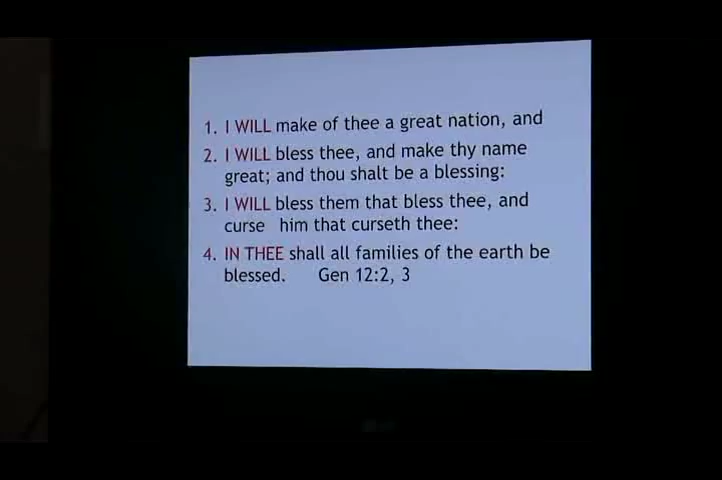 1. I WILL make of thee a great nation, and
2. I WILL bless thee, and make thy name
great; and thou shalt be a blessing:
3. I WILL bless them that bless thee, and
curse him that curseth thee:
4. IN THEE shall all families of the earth be
blessed. Gen 12:2, 3